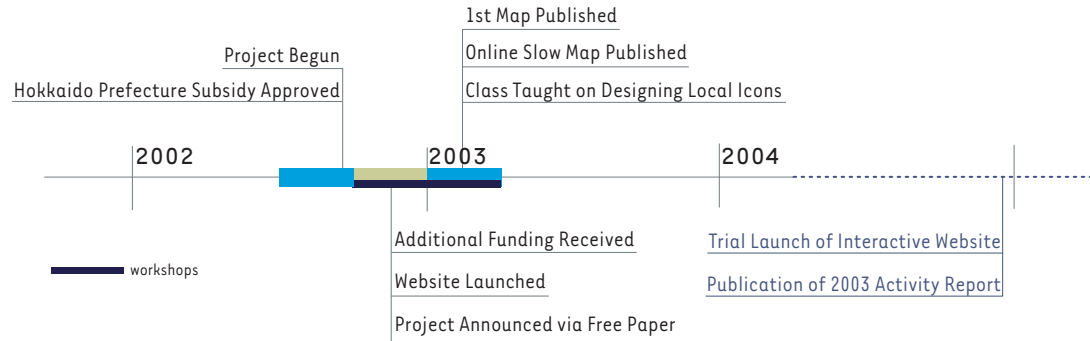 1st Map Published
Project Begun
Online Slow Map Published
Hokkaido Prefecture Subsidy Approved
Class Taught on Designing Local Icons
2002
2003
2004
Additional Funding Received
Trial Launch of Interactive Website
workshops
Website Launched
Publication of 2003 Activity Report
Project Announced via Free Paper